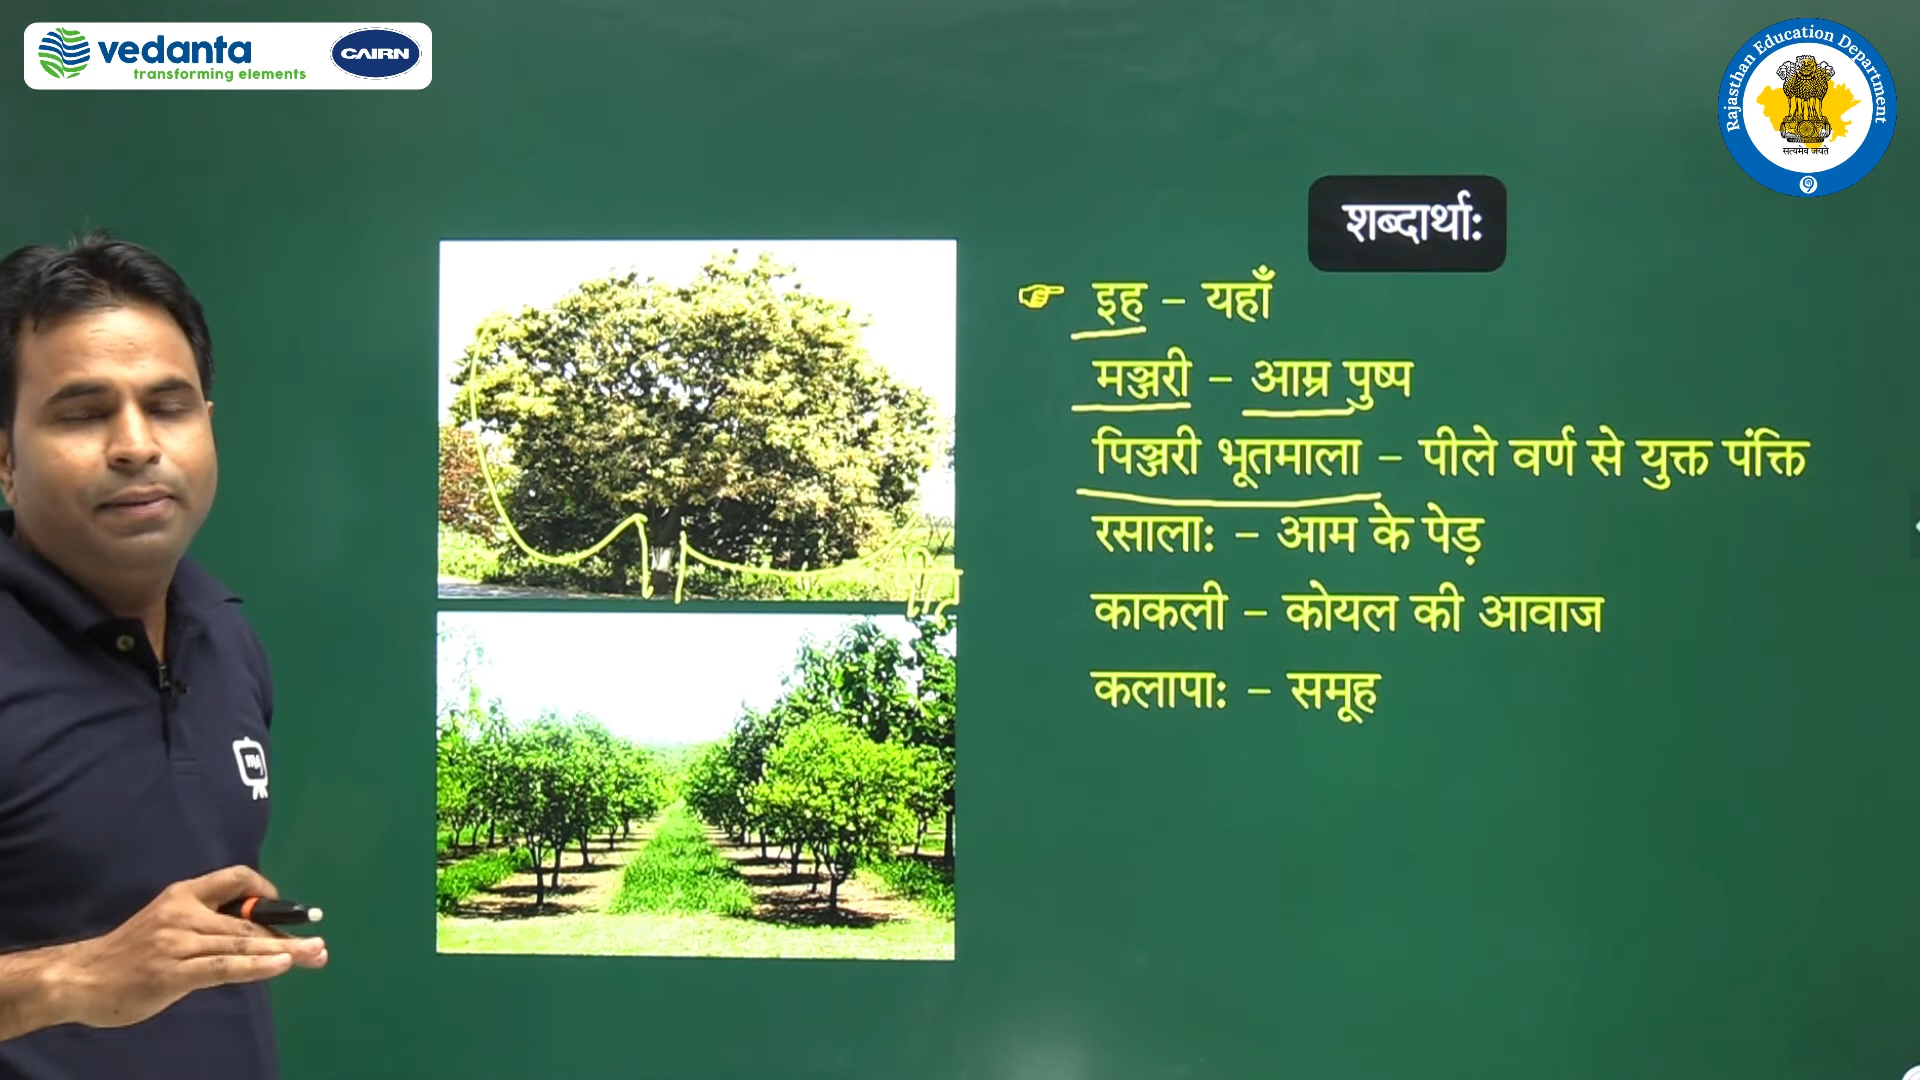 vedanta
transforming elements
CAIRN
Rajasthan Education Department
सत्यमेव जयते
शब्दार्थाः
☞ इह – यहाँ
मञ्जरी – आम्र पुष्प
पिञ्जरी भूतमाला – पीले वर्ण से युक्त पंक्ति
रसालाः – आम के पेड़
काकली – कोयल की आवाज
कलापाः – समूह